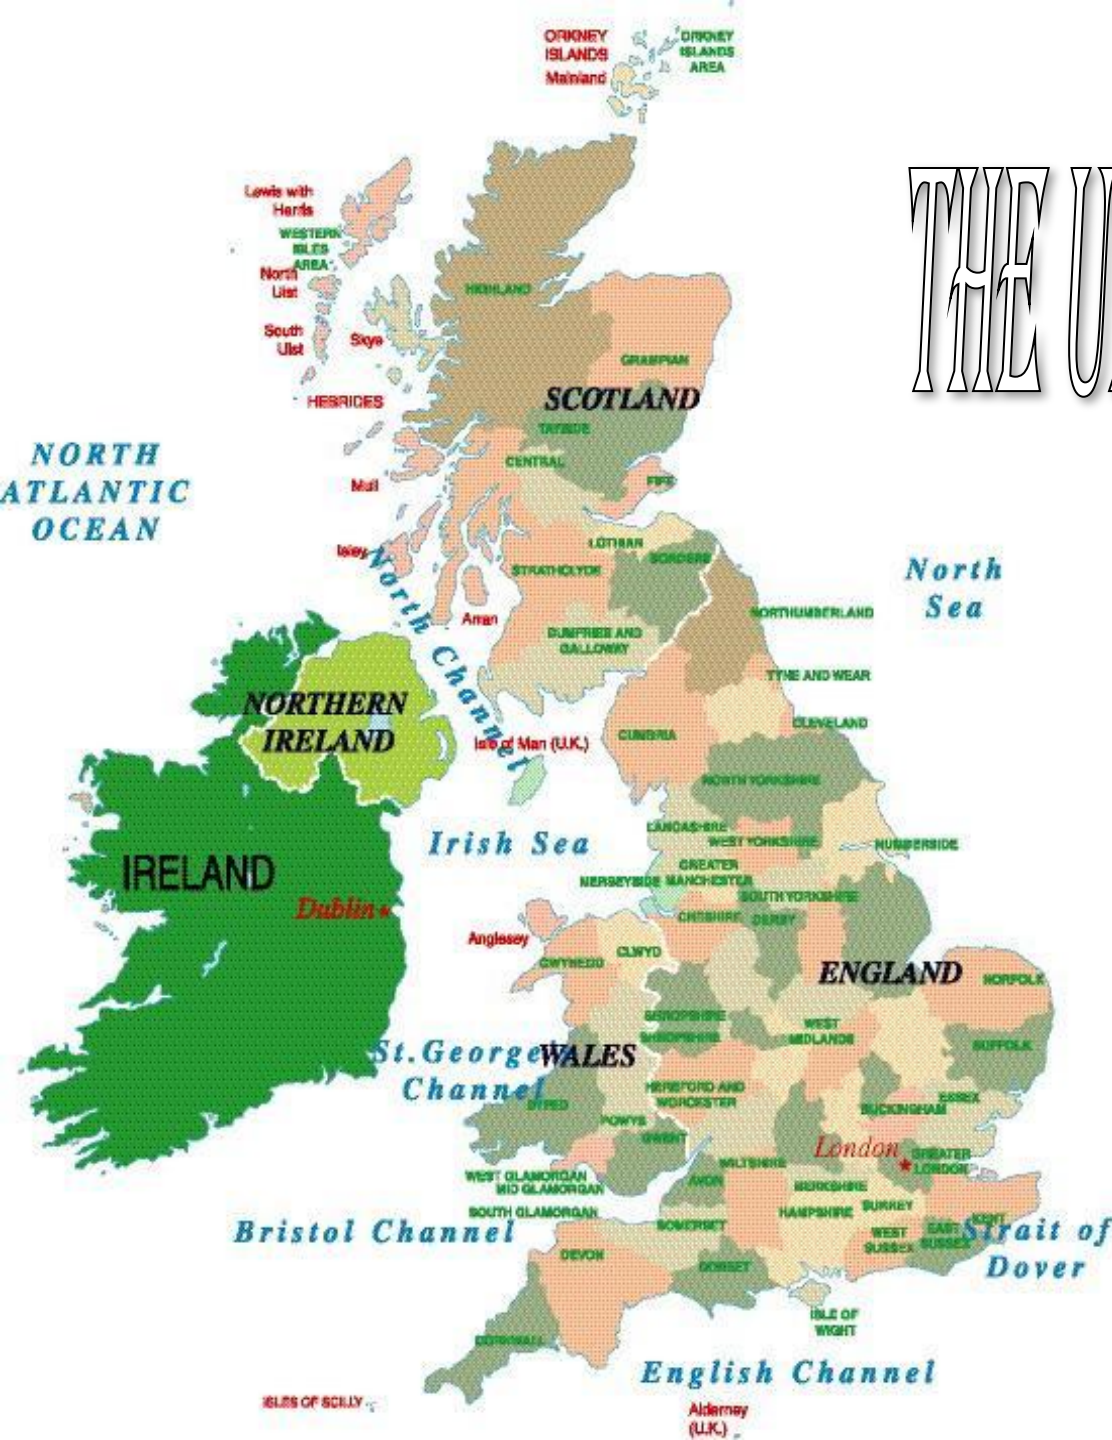 ORKNEY
ISLANDS
Mainland
ORKNEY
ISLANDS
AREA
THE
Lewis with
Harris
WESTERN
ISLES
AREA
North
Uist
South
Uist
Skye
HEBRIDES
HIGHLAND
GRAMPIAN
SCOTLAND
TAYSIDE
CENTRAL
FIFE
Mull
NORTH
ATLANTIC
OCEAN
Islay
North Channel
LOTHIAN
BORDERS
STRATHCLYDE
Arran
DUMFRIES AND
GALLOWAY
North
Sea
NORTHUMBERLAND
TYNE AND WEAR
CLEVELAND
NORTHERN
IRELAND
Isle of Man (U.K.)
CUMBRIA
NORTH YORKSHIRE
Irish Sea
LANCASHIRE
WEST YORKSHIRE
HUMBERSIDE
GREATER
MANCHESTER
MERSEYSIDE
SOUTH YORKSHIRE
IRELAND
Dublin
CHESHIRE
DERBY
Anglesey
GWYNEDD
CLWYD
ENGLAND
NORFOLK
SHROPSHIRE
SHROPSHIRE
WEST
MIDLANDS
SUFFOLK
St.George
Channel
WALES
DYFED
POWYS
HEREFORD AND
WORCESTER
BUCKINGHAM
ESSEX
GWENT
London
GREATER
LONDON
WEST GLAMORGAN
MID GLAMORGAN
SOUTH GLAMORGAN
AVON
WILTSHIRE
BERKSHIRE
Bristol Channel
SOMERSET
HAMPSHIRE
SURREY
WEST
SUSSEX
EAST
SUSSEX
KENT
Strait of
Dover
DEVON
DORSET
ISLE OF
WIGHT
CORNWALL
English Channel
ISLES OF SCILLY
Alderney
(U.K.)